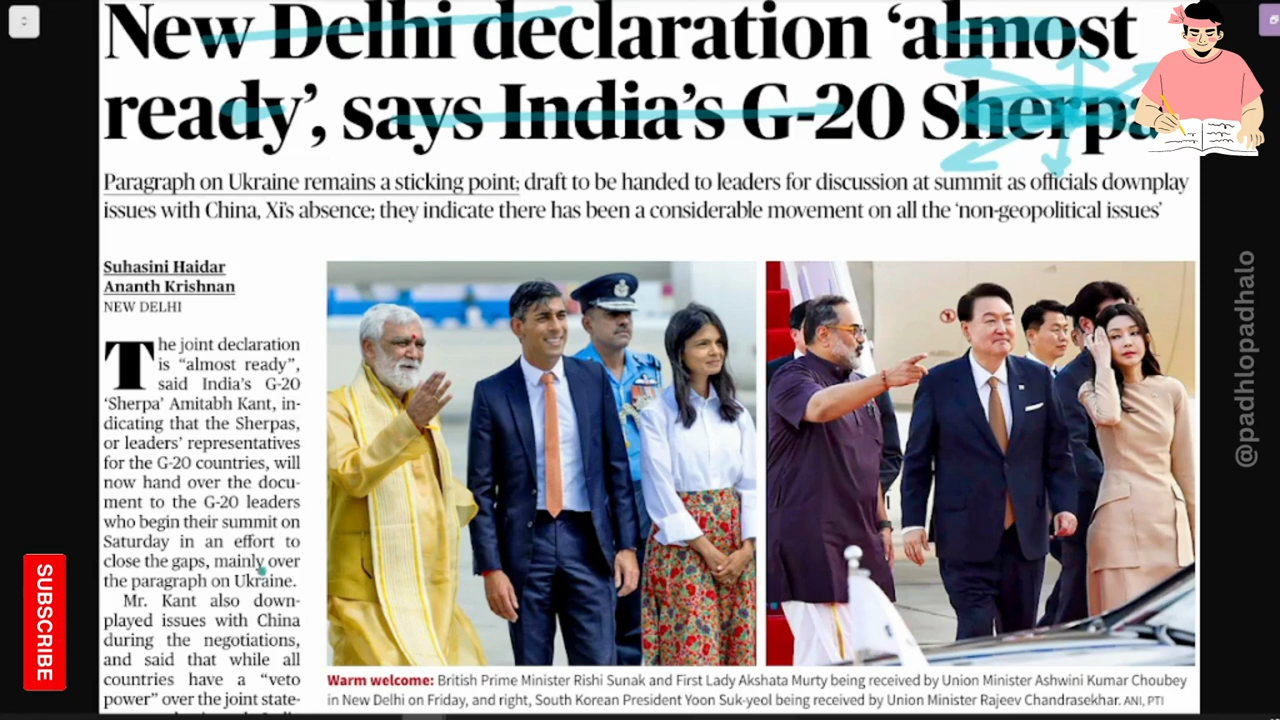 New Delhi declaration ‘almost
ready’, says India’s G-20 Sherpa
Paragraph on Ukraine remains a sticking point; draft to be handed to leaders for discussion at summit as officials downplay
issues with China, Xi’s absence; they indicate there has been a considerable movement on all the ‘non-geopolitical issues’
Suhasini Haidar
Ananth Krishnan
NEW DELHI
The joint declaration
is “almost ready”,
said India’s G-20
‘Sherpa’ Amitabh Kant, in-
dicating that the Sherpas,
or leaders’ representatives
for the G-20 countries, will
now hand over the docu-
ment to the G-20 leaders
who begin their summit on
Saturday in an effort to
close the gaps, mainly over
the paragraph on Ukraine.
Mr. Kant also down-
played issues with China
during the negotiations,
and said that while all
countries have a “veto
power” over the joint state-
Warm welcome: British Prime Minister Rishi Sunak and First Lady Akshata Murty being received by Union Minister Ashwini Kumar Choubey
in New Delhi on Friday, and right, South Korean President Yoon Suk-yeol being received by Union Minister Rajeev Chandrasekhar. ANI, PTI
SUBSCRIBE
@padhlopadhalo